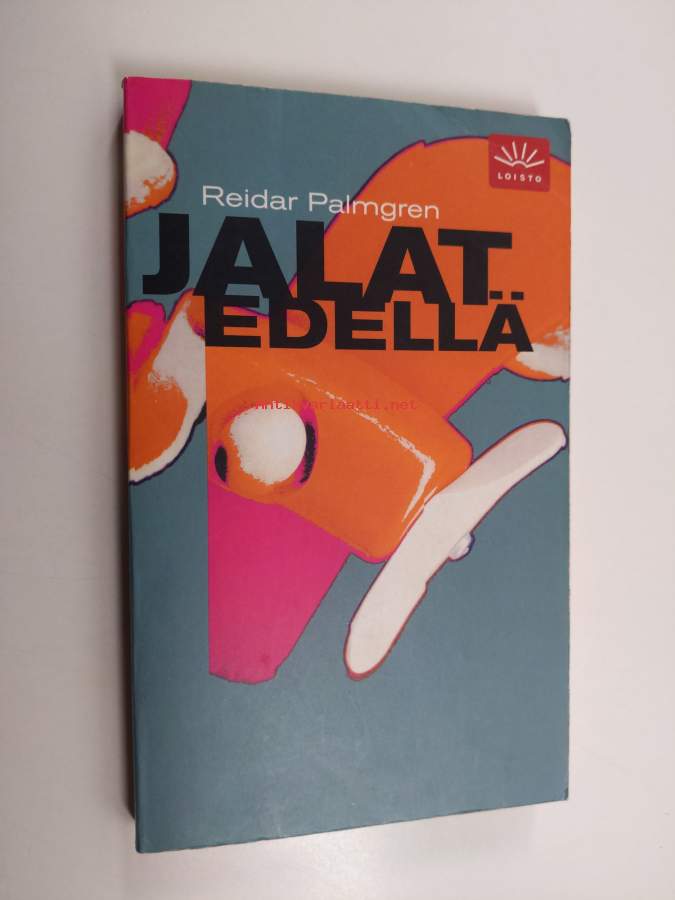 LOISTO
Reidar Palmgren
JALAT
EDELLÄ